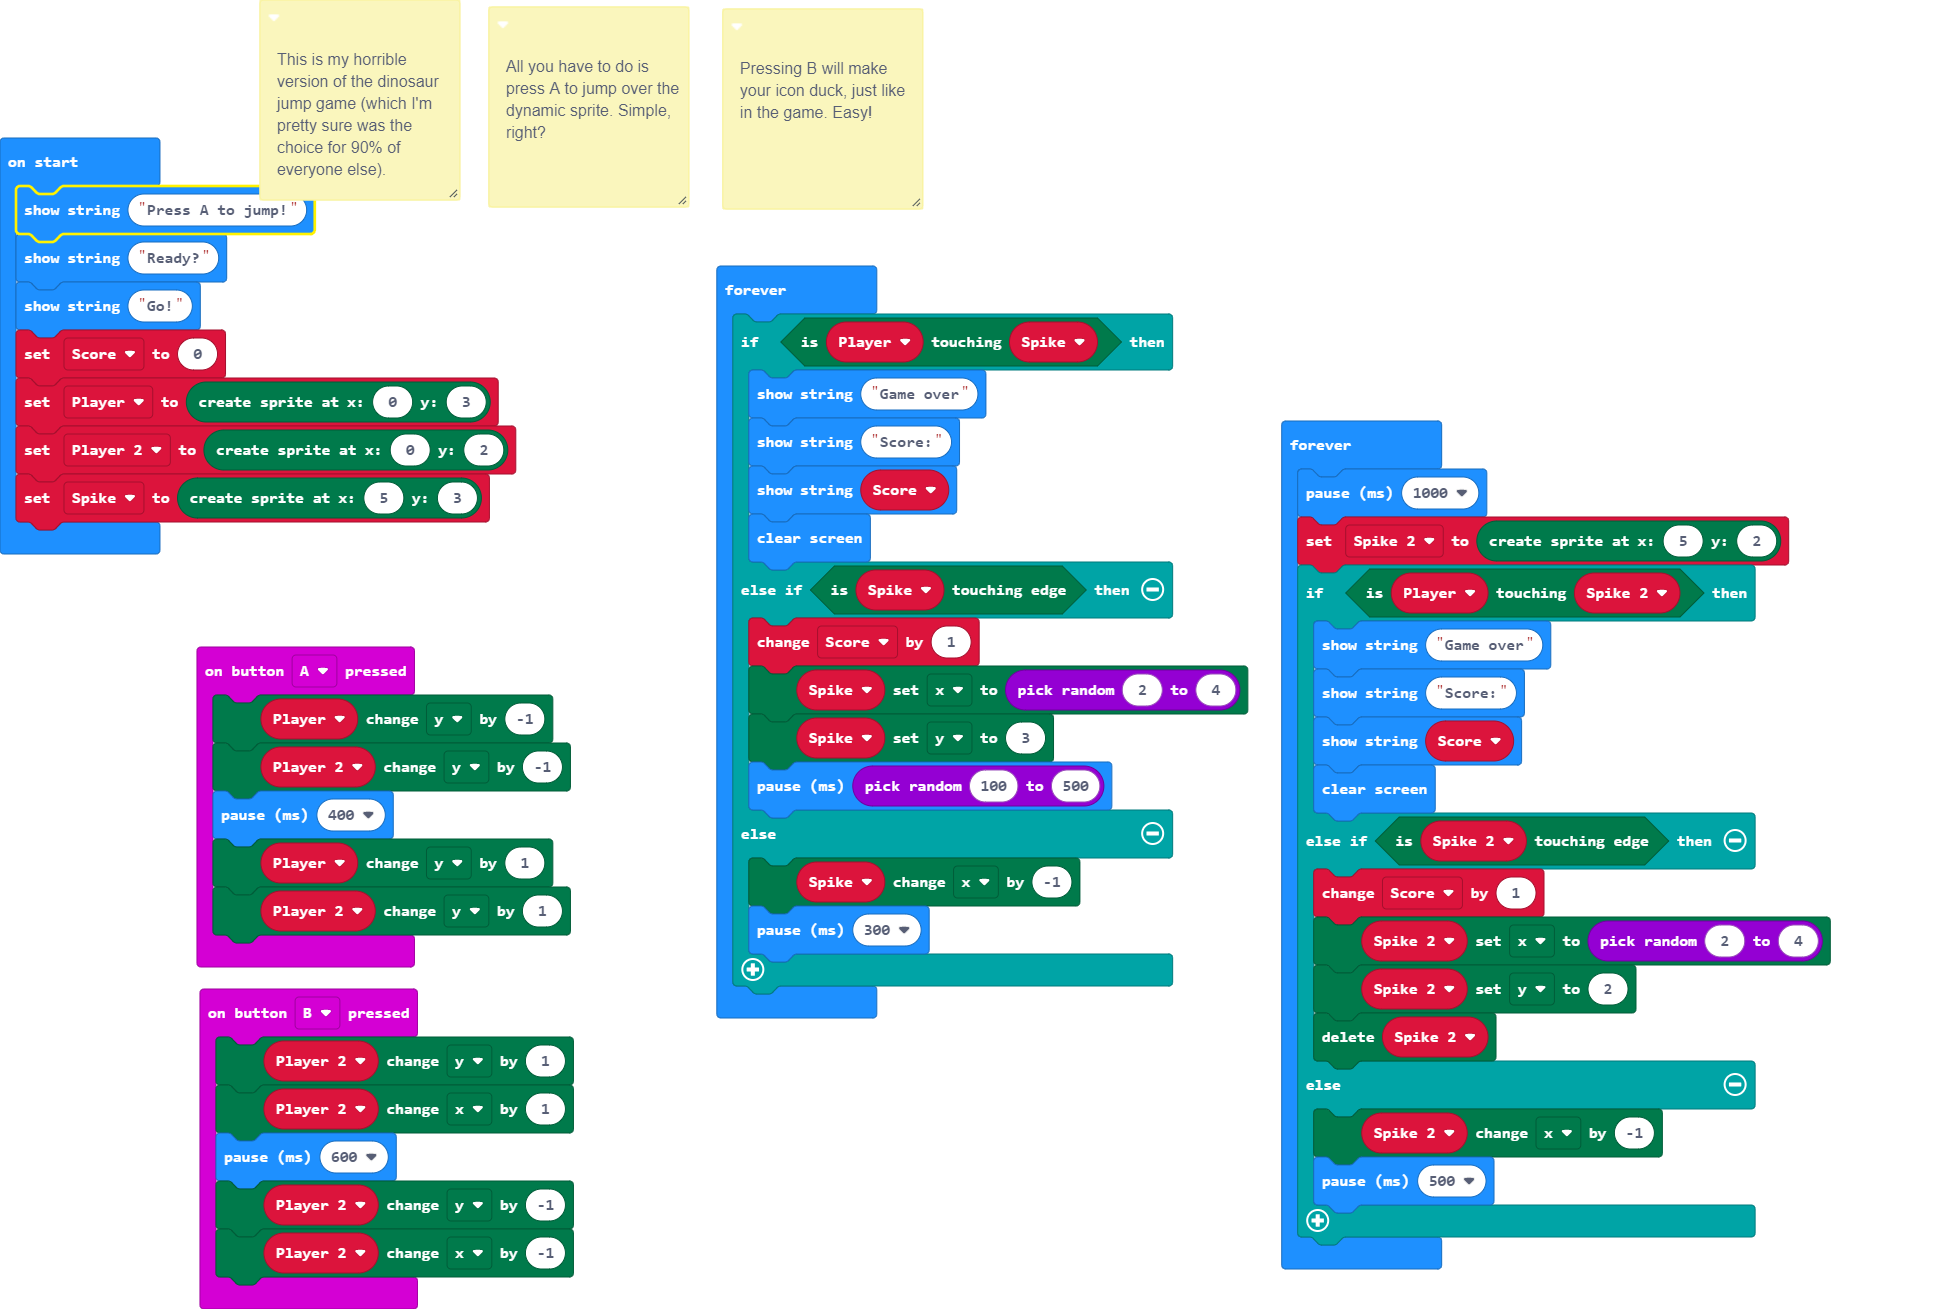 This is my horrible
version of the dinosaur
jump game (which I'm
pretty sure was the
choice for 90% of
everyone else).
All you have to do is
press A to jump over the
dynamic sprite. Simple,
right?
Pressing B will make
your icon duck, just like
in the game. Easy!
on start
show string "Press A to jump!"
show string "Ready?"
show string "Go!"
set Score to 0
set Player to create sprite at x: 0 y: 3
set Player 2 to create sprite at x: 0 y: 2
set Spike to create sprite at x: 5 y: 3
on button A pressed
Player change y by -1
Player 2 change y by -1
pause (ms) 400
Player change y by 1
Player 2 change y by 1
on button B pressed
Player 2 change y by 1
Player 2 change x by 1
pause (ms) 600
Player 2 change y by -1
Player 2 change x by -1
forever
if is Player touching Spike then
show string "Game over"
show string "Score:"
show string Score
clear screen
else if is Spike touching edge then
change Score by 1
Spike set x to pick random 2 to 4
Spike set y to 3
pause (ms) pick random 100 to 500
else
Spike change x by -1
pause (ms) 300
forever
pause (ms) 1000
set Spike 2 to create sprite at x: 5 y: 2
if is Player touching Spike 2 then
show string "Game over"
show string "Score:"
show string Score
clear screen
else if is Spike 2 touching edge then
change Score by 1
Spike 2 set x to pick random 2 to 4
Spike 2 set y to 2
delete Spike 2
else
Spike 2 change x by -1
pause (ms) 500